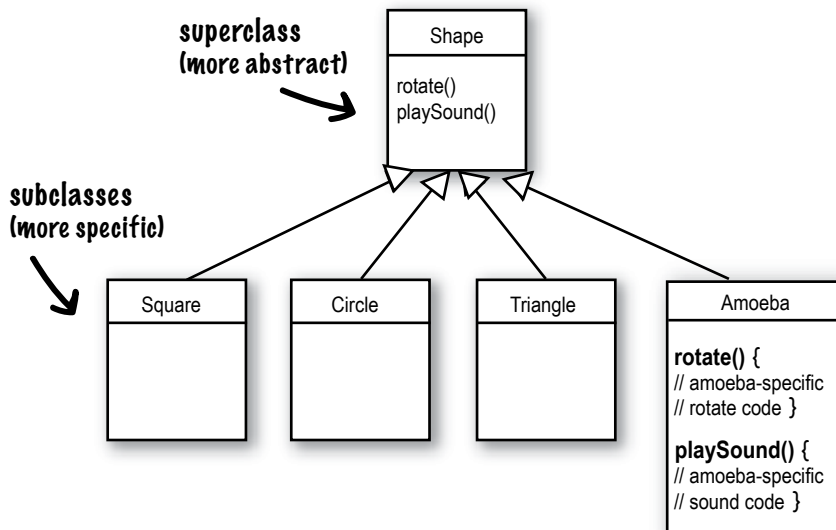 superclass
(more abstract)
Shape
rotate()
playSound()
subclasses
(more specific)
Square
Circle
Triangle
Amoeba
rotate() {
// amoeba-specific
// rotate code }
playSound() {
// amoeba-specific
// sound code }